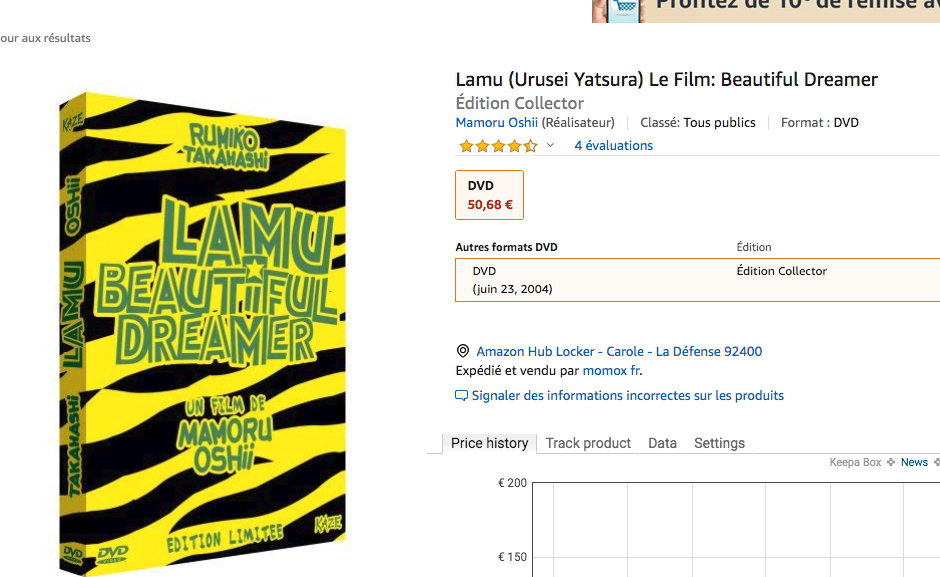 Profitez de 10€ de remise
our aux résultats
Lamu (Urusei Yatsura) Le Film: Beautiful Dreamer
Édition Collector
Mamoru Oshii (Réalisateur) Classé: Tous publics Format : DVD
4 évaluations
DVD
50,68 €
Autres formats DVD Édition
DVD Édition Collector
(juin 23, 2004)
Amazon Hub Locker - Carole - La Défense 92400
Expédié et vendu par momox fr.
Signaler des informations incorrectes sur les produits
Price history Track product Data Settings
Keepa Box News
€ 200
€ 150
KAZE
OSHii
LAMU
TAKAHASHi
DVD
RUMiKO
TAKAHASHi
LAMU
BEAUTiFUL
DREAMER
UN FiLM DE
MAMORU
OSHii
EDiTiON LiMiTEE
KAZE
DVD
VIDEO